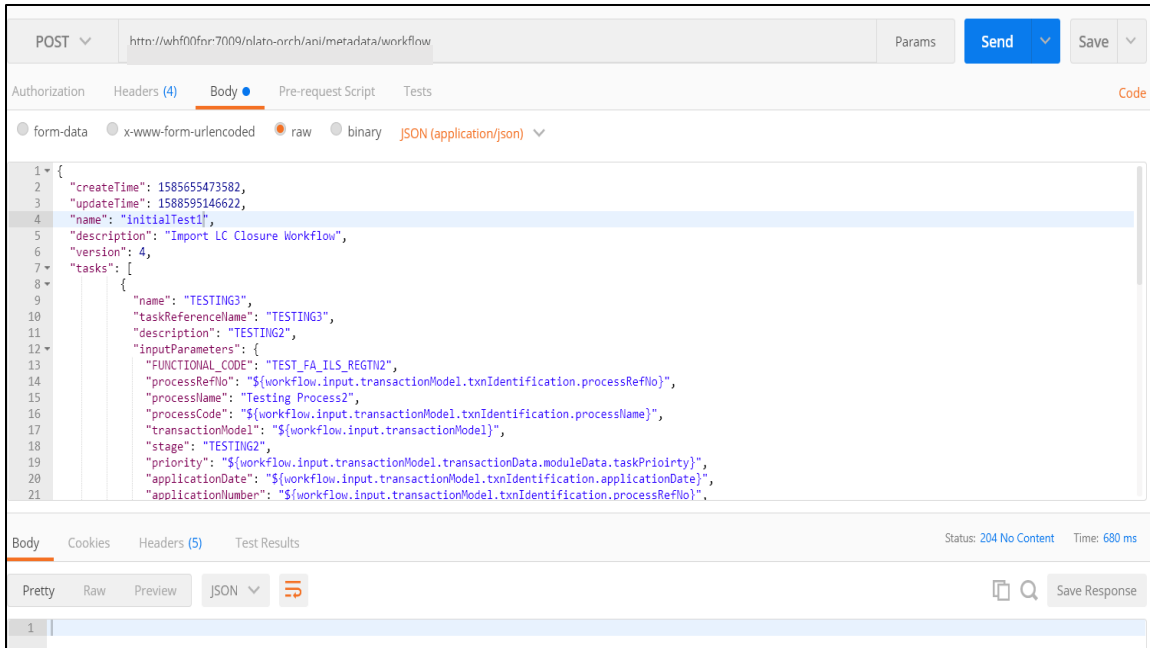 POST http://whf00fpr:7009/plato-orch/api/metadata/workflow Params Send Save
Authorization Headers (4) Body Pre-request Script Tests Code
form-data x-www-form-urlencoded raw binary JSON (application/json)
1 {
2 "createTime": 1585655473582,
3 "updateTime": 1588595146622,
4 "name": "initialTest1",
5 "description": "Import LC Closure Workflow",
6 "version": 4,
7 "tasks": [
8 {
9 "name": "TESTING3",
10 "taskReferenceName": "TESTING3",
11 "description": "TESTING2",
12 "inputParameters": {
13 "FUNCTIONAL_CODE": "TEST_FA_ILS_REGTN2",
14 "processRefNo": "${workflow.input.transactionModel.txnIdentification.processRefNo}",
15 "processName": "Testing Process2",
16 "processCode": "${workflow.input.transactionModel.txnIdentification.processName}",
17 "transactionModel": "${workflow.input.transactionModel}",
18 "stage": "TESTING2",
19 "priority": "${workflow.input.transactionModel.transactionData.moduleData.taskPrioirty}",
20 "applicationDate": "${workflow.input.transactionModel.txnIdentification.applicationDate}",
21 "applicationNumber": "${workflow.input.transactionModel.txnIdentification.processRefNo}",
Body Cookies Headers (5) Test Results Status: 204 No Content Time: 680 ms
Pretty Raw Preview JSON Save Response
1